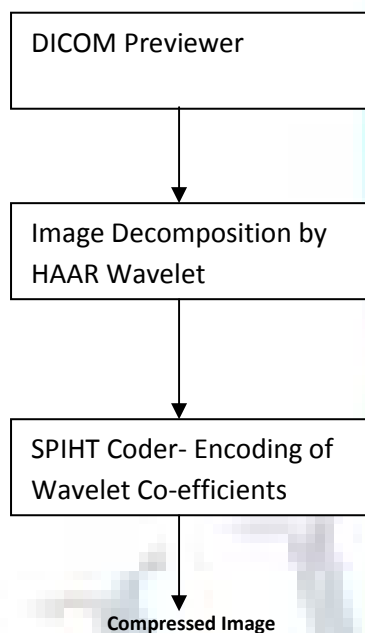 DICOM Previewer
Image Decomposition by
HAAR Wavelet
SPIHT Coder- Encoding of
Wavelet Co-efficients
Compressed Image